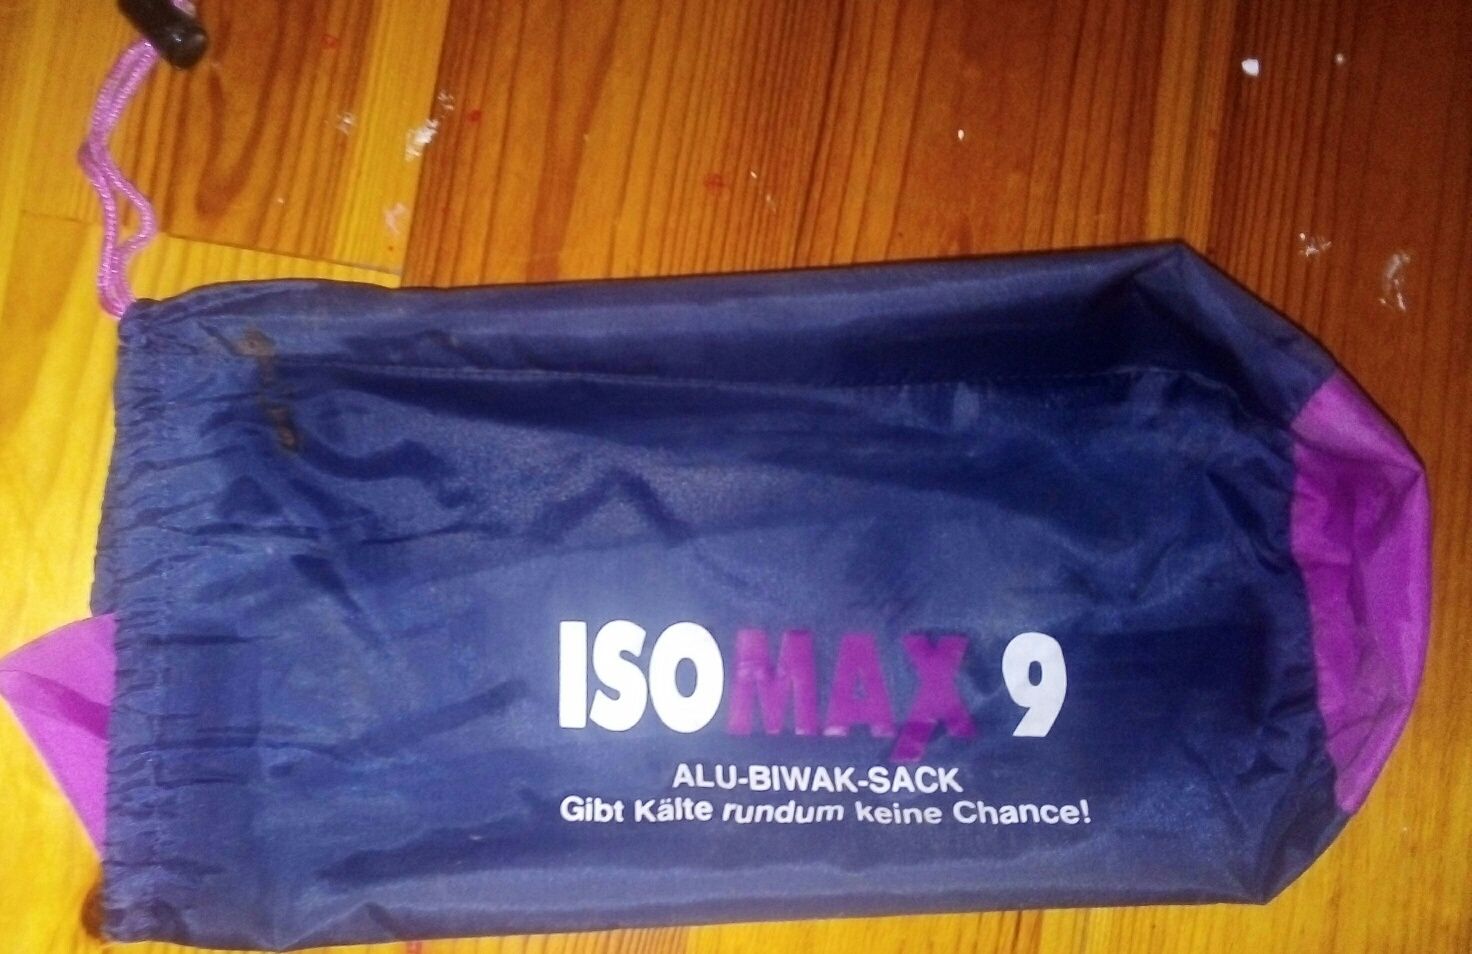 ISOMAX 9
ALU-BIWAK-SACK
Gibt Kälte rundum keine Chance!